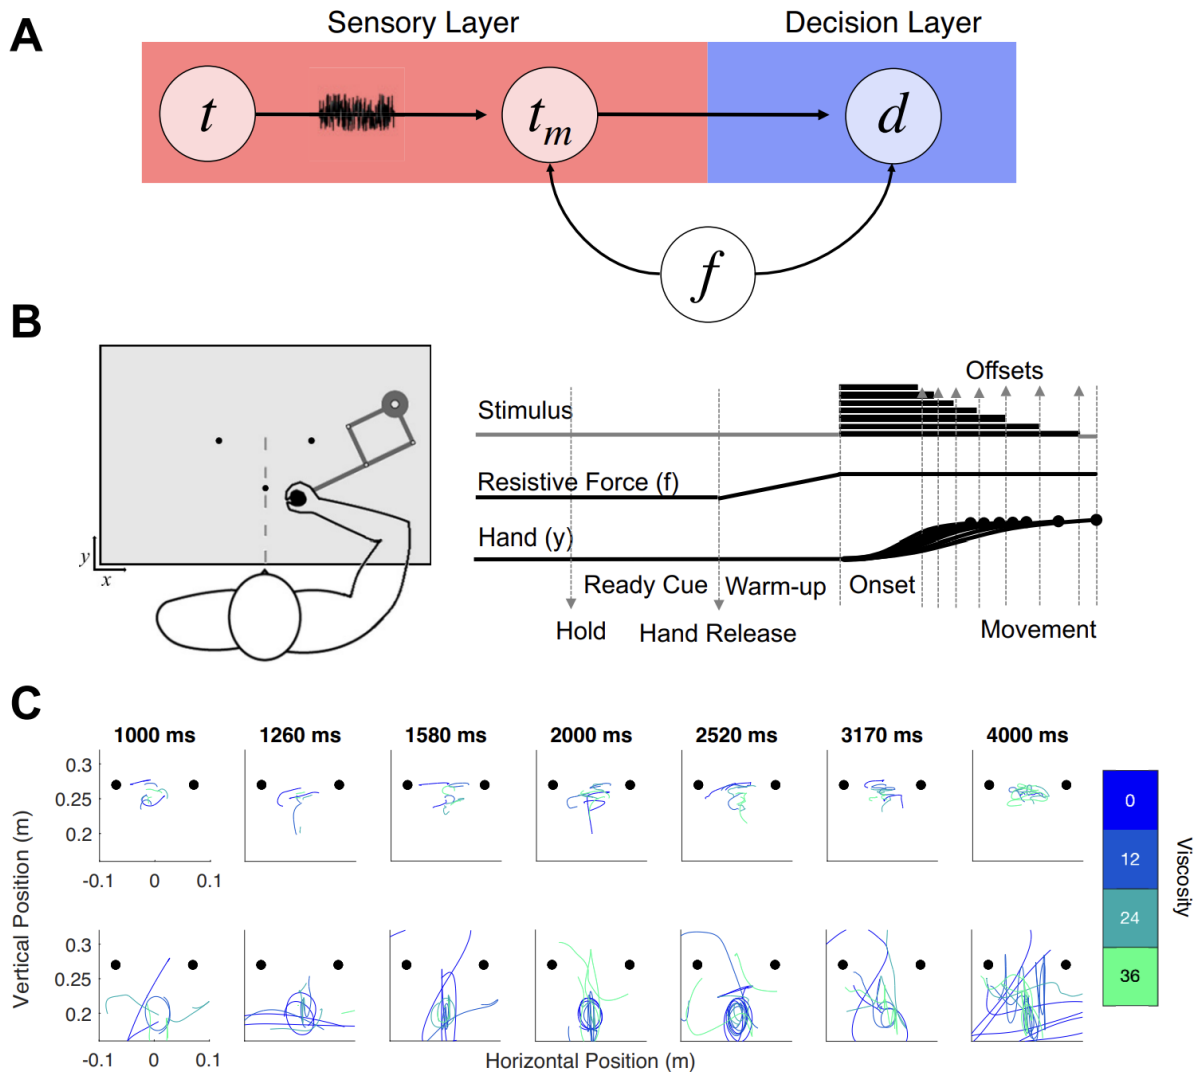 A
Sensory Layer
Decision Layer
t
tm
d
f
B
Offsets
Stimulus
Resistive Force (f)
Hand (y)
Ready Cue
Warm-up
Onset
Hold
Hand Release
Movement
y
x
C
1000 ms
1260 ms
1580 ms
2000 ms
2520 ms
3170 ms
4000 ms
0.3
0.25
0.2
-0.1
0
0.1
0.3
0.25
0.2
-0.1
0
0.1
Vertical Position (m)
Horizontal Position (m)
0
12
24
36
Viscosity